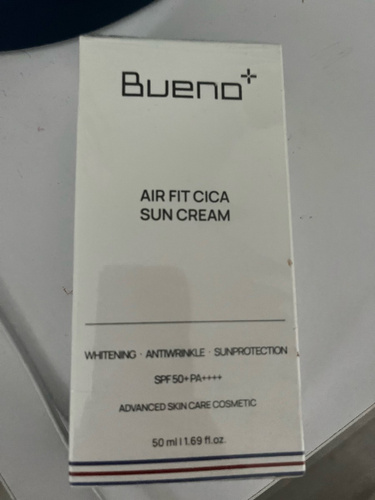 Bueno+
AIR FIT CICA
SUN CREAM
WHITENING · ANTIWRINKLE · SUNPROTECTION
SPF 50+ PA++++
ADVANCED SKIN CARE COSMETIC
50 ml | 1.69 fl.oz.